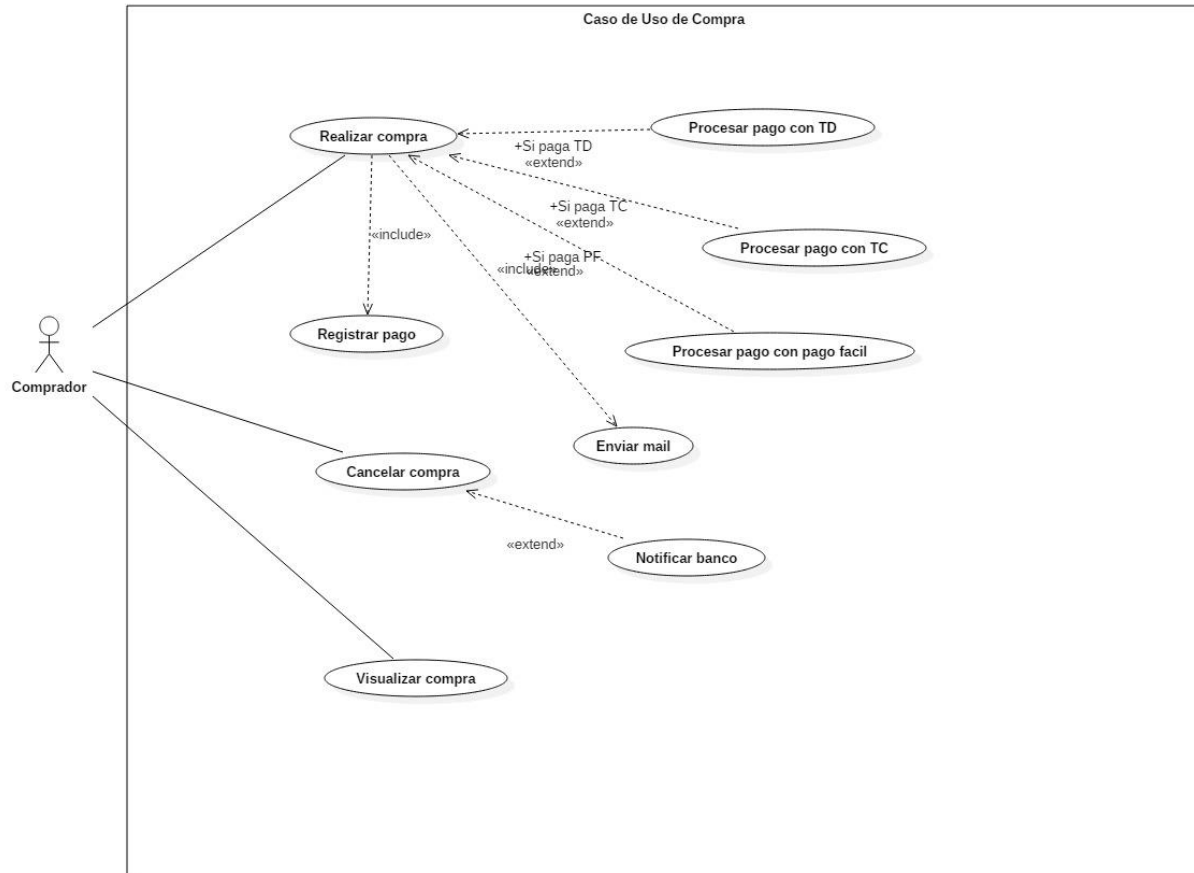 Caso de Uso de Compra
Realizar compra
Procesar pago con TD
+Si paga TD
«extend»
+Si paga TC
«extend»
Procesar pago con TC
«include»
+Si paga PF
«include»
«extend»
Registrar pago
Procesar pago con pago facil
Comprador
Enviar mail
Cancelar compra
«extend»
Notificar banco
Visualizar compra